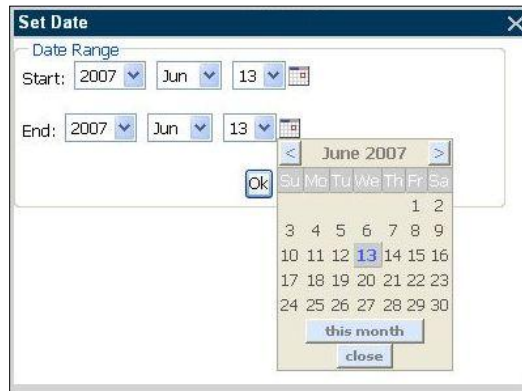 Set Date
Date Range
Start: 2007 Jun 13
End: 2007 Jun 13
< June 2007 >
Ok
Su Mo Tu We Th Fr Sa
1 2
3 4 5 6 7 8 9
10 11 12 13 14 15 16
17 18 19 20 21 22 23
24 25 26 27 28 29 30
this month
close